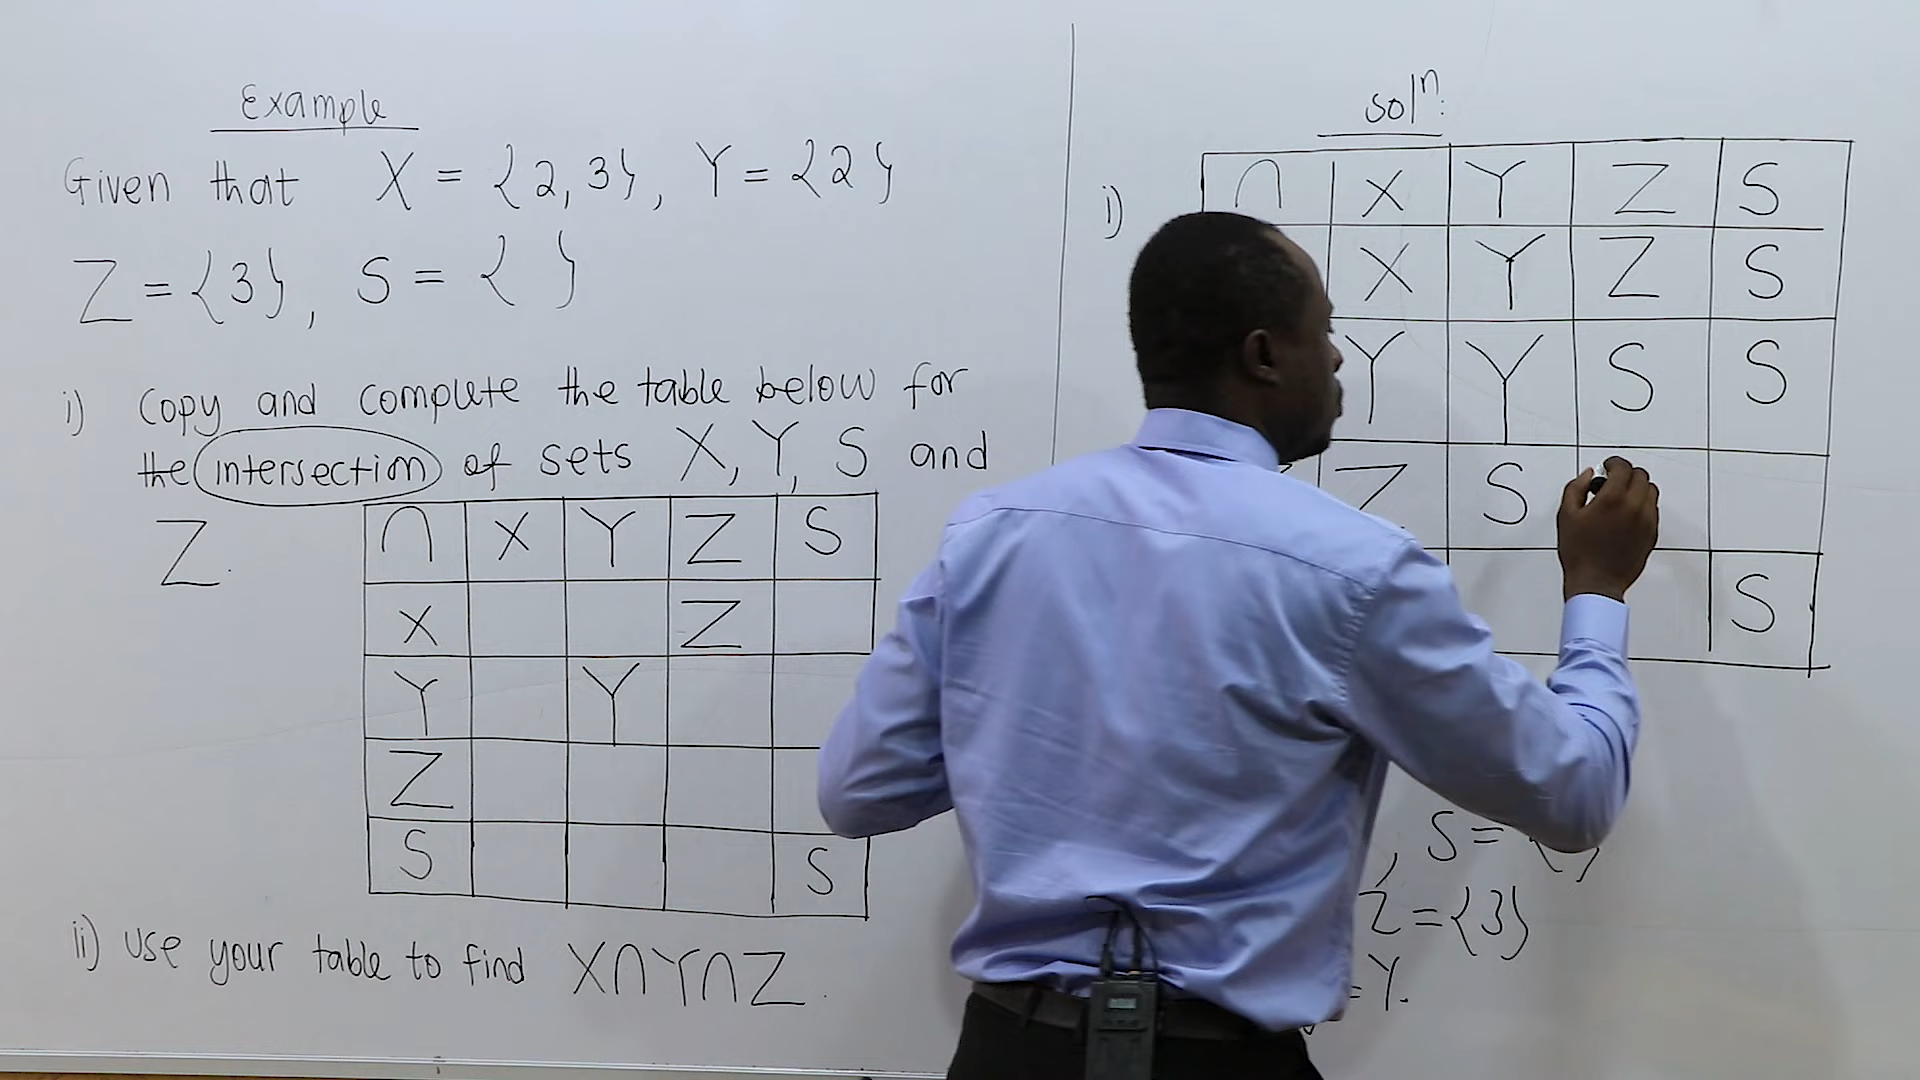 Example
Given that X = {2, 3}, Y = {2}
Z = {3}, S = { }
i) Copy and complete the table below for
the intersection of sets X, Y, S and
Z.
∩ X Y Z S
X Z
Y Y
Z
S S
ii) use your table to find X∩Y∩Z.
solⁿ:
i)
∩ X Y Z S
X Y Z S
Y Y S S
Z S
S
, S = { }
Z = {3}
= Y.